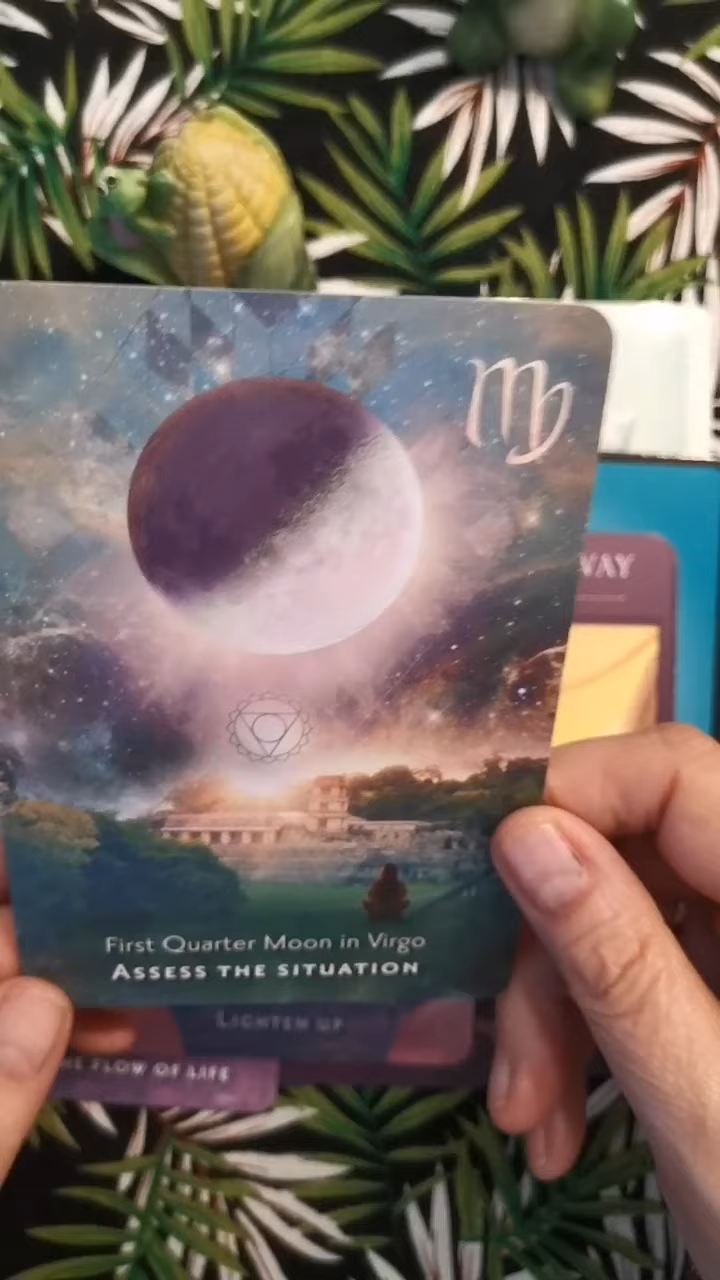 WAY
First Quarter Moon in Virgo
ASSESS THE SITUATION
LIGHTEN UP
FLOW OF LIFE